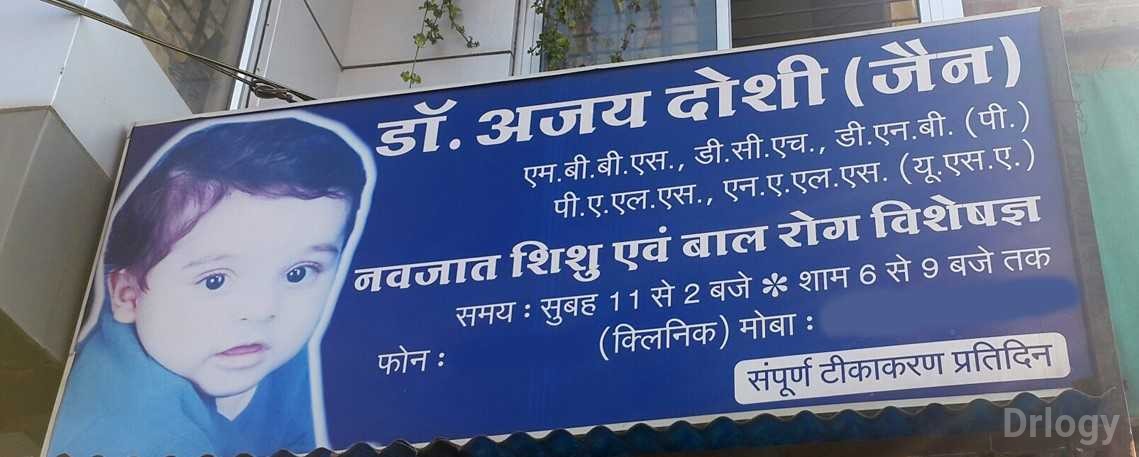 डॉ. अजय दोशी (जैन)
एम.बी.बी.एस., डी.सी.एच., डी.एन.बी. (पी.)
पी.ए.एल.एस., एन.ए.एल.एस. (यू.एस.ए.)
नवजात शिशु एवं बाल रोग विशेषज्ञ
समय : सुबह 11 से 2 बजे ✻ शाम 6 से 9 बजे तक
फोन : (क्लिनिक) मोबा :
संपूर्ण टीकाकरण प्रतिदिन
Drlogy